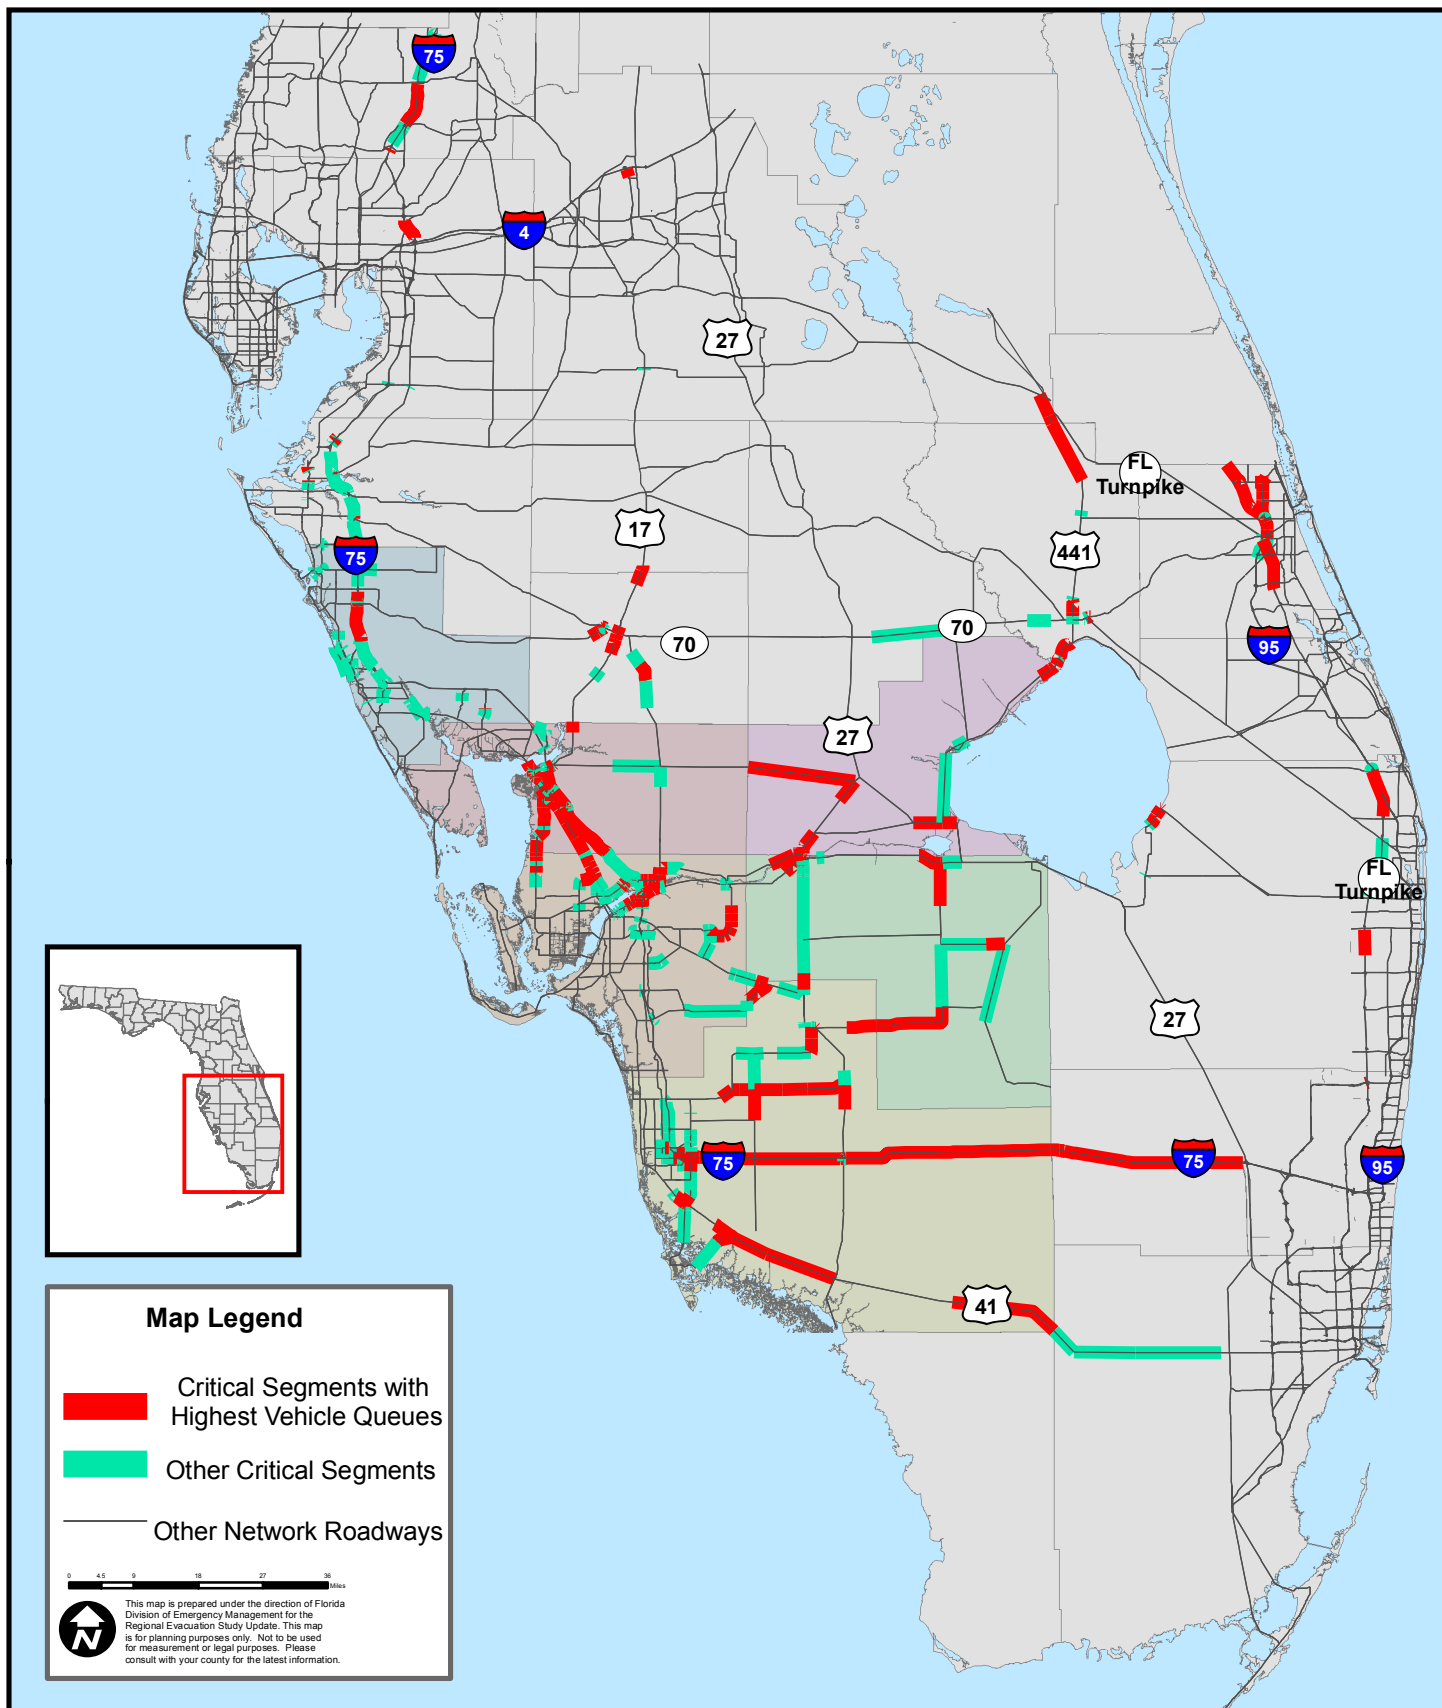 75
4
27
FL
Turnpike
17
75
441
70
70
95
27
FL
Turnpike
27
75
75
95
41
Map Legend
Critical Segments with
Highest Vehicle Queues
Other Critical Segments
Other Network Roadways
0 4.5 9 18 27 36
Miles
N
This map is prepared under the direction of Florida
Division of Emergency Management for the
Regional Evacuation Study Update. This map
is for planning purposes only. Not to be used
for measurement or legal purposes. Please
consult with your county for the latest information.